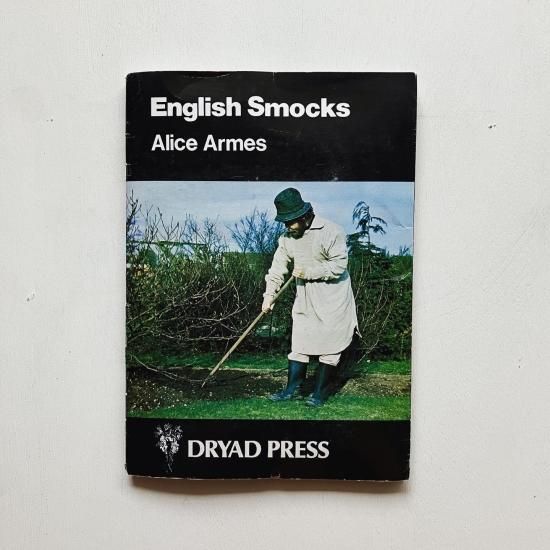 English Smocks
Alice Armes
DRYAD PRESS